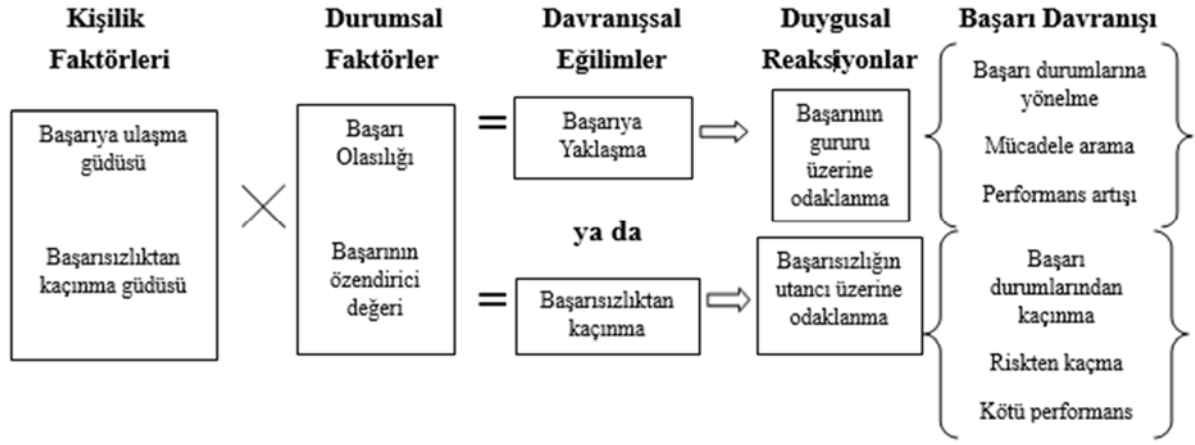 Kişilik
Faktörleri
Durumsal
Faktörler
Davranışsal
Eğilimler
Duygusal
Reaksiyonlar
Başarı Davranışı
Başarıya ulaşma
güdüsü
Başarısızlıktan
kaçınma güdüsü
Başarı
Olasılığı
Başarının
özendirici
değeri
=
Başarıya
Yaklaşma
ya da
=
Başarısızlıktan
kaçınma
Başarının
gururu
üzerine
odaklanma
Başarısızlığın
utancı üzerine
odaklanma
Başarı durumlarına
yönelme
Mücadele arama
Performans artışı
Başarı
durumlarından
kaçınma
Riskten kaçma
Kötü performans